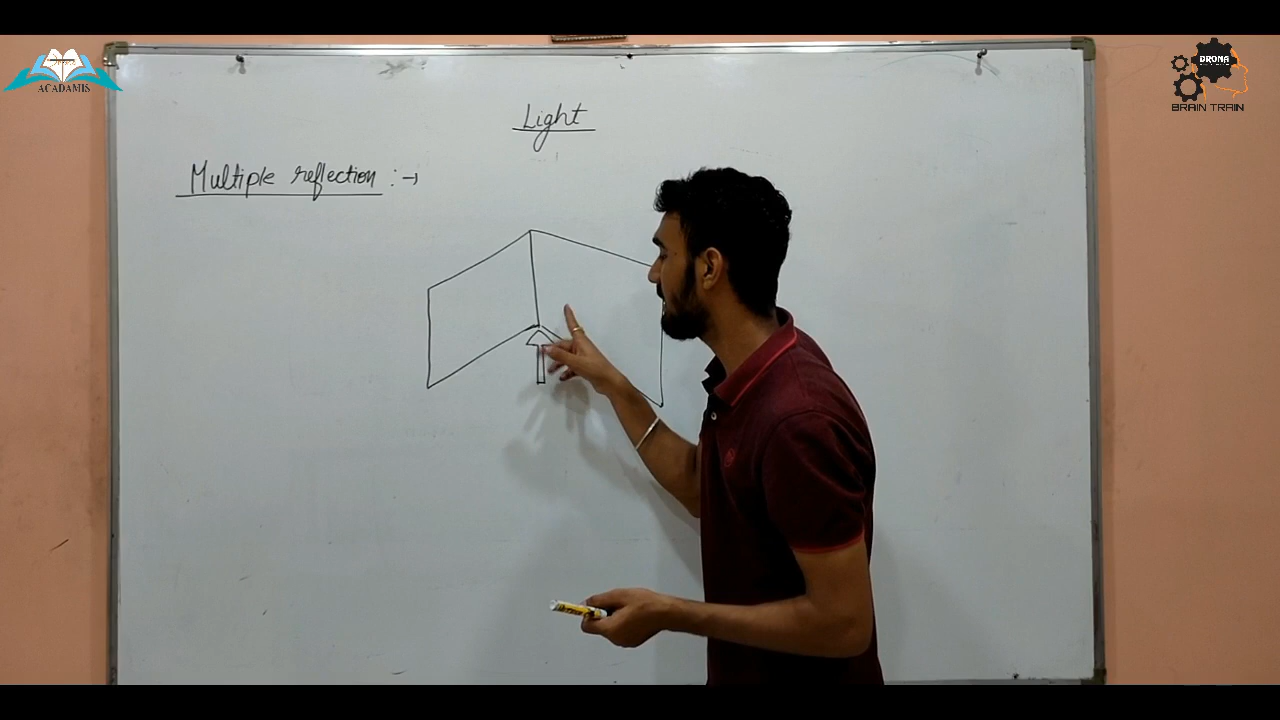 ACADAMIS
DRONA
BRAIN TRAIN
Light
Multiple reflection :→